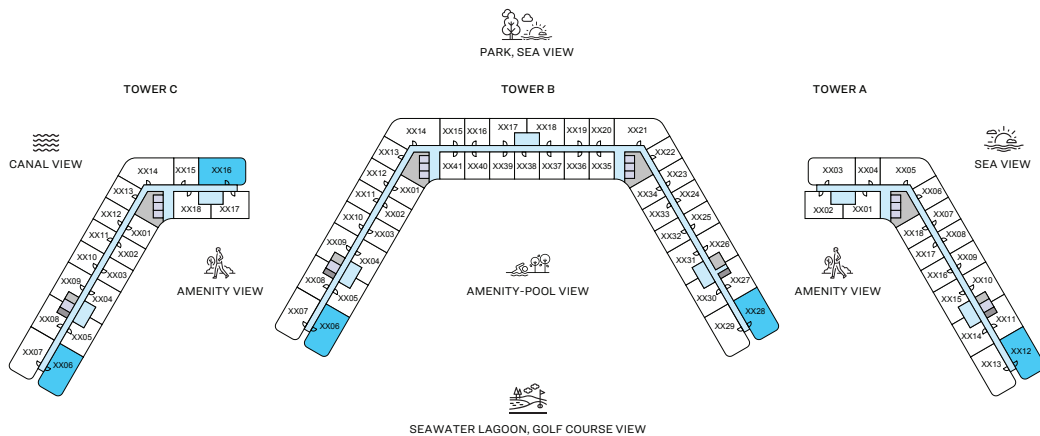 PARK, SEA VIEW
TOWER C
TOWER B
TOWER A
CANAL VIEW
SEA VIEW
XX14
XX15
XX16
XX13
XX12
XX11
XX10
XX09
XX08
XX07
XX18
XX17
XX01
XX02
XX03
XX04
XX05
XX06
AMENITY VIEW
XX14
XX15
XX16
XX17
XX18
XX19
XX20
XX21
XX13
XX12
XX11
XX10
XX09
XX08
XX07
XX41
XX40
XX39
XX38
XX37
XX36
XX35
XX01
XX02
XX03
XX04
XX05
XX06
XX22
XX23
XX24
XX25
XX26
XX27
XX28
XX34
XX33
XX32
XX31
XX30
XX29
AMENITY-POOL VIEW
XX03
XX04
XX05
XX02
XX01
XX06
XX07
XX08
XX09
XX10
XX11
XX12
XX18
XX17
XX16
XX15
XX14
XX13
AMENITY VIEW
SEAWATER LAGOON, GOLF COURSE VIEW